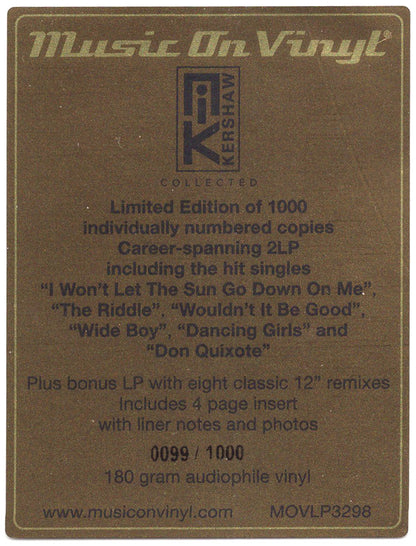 Music On Vinyl®
NiK
KERSHAW
COLLECTED
Limited Edition of 1000
individually numbered copies
Career-spanning 2LP
including the hit singles
“I Won’t Let The Sun Go Down On Me”,
“The Riddle”, “Wouldn’t It Be Good”,
“Wide Boy”, “Dancing Girls” and
“Don Quixote”
Plus bonus LP with eight classic 12” remixes
Includes 4 page insert
with liner notes and photos
0099 / 1000
180 gram audiophile vinyl
www.musiconvinyl.com MOVLP3298